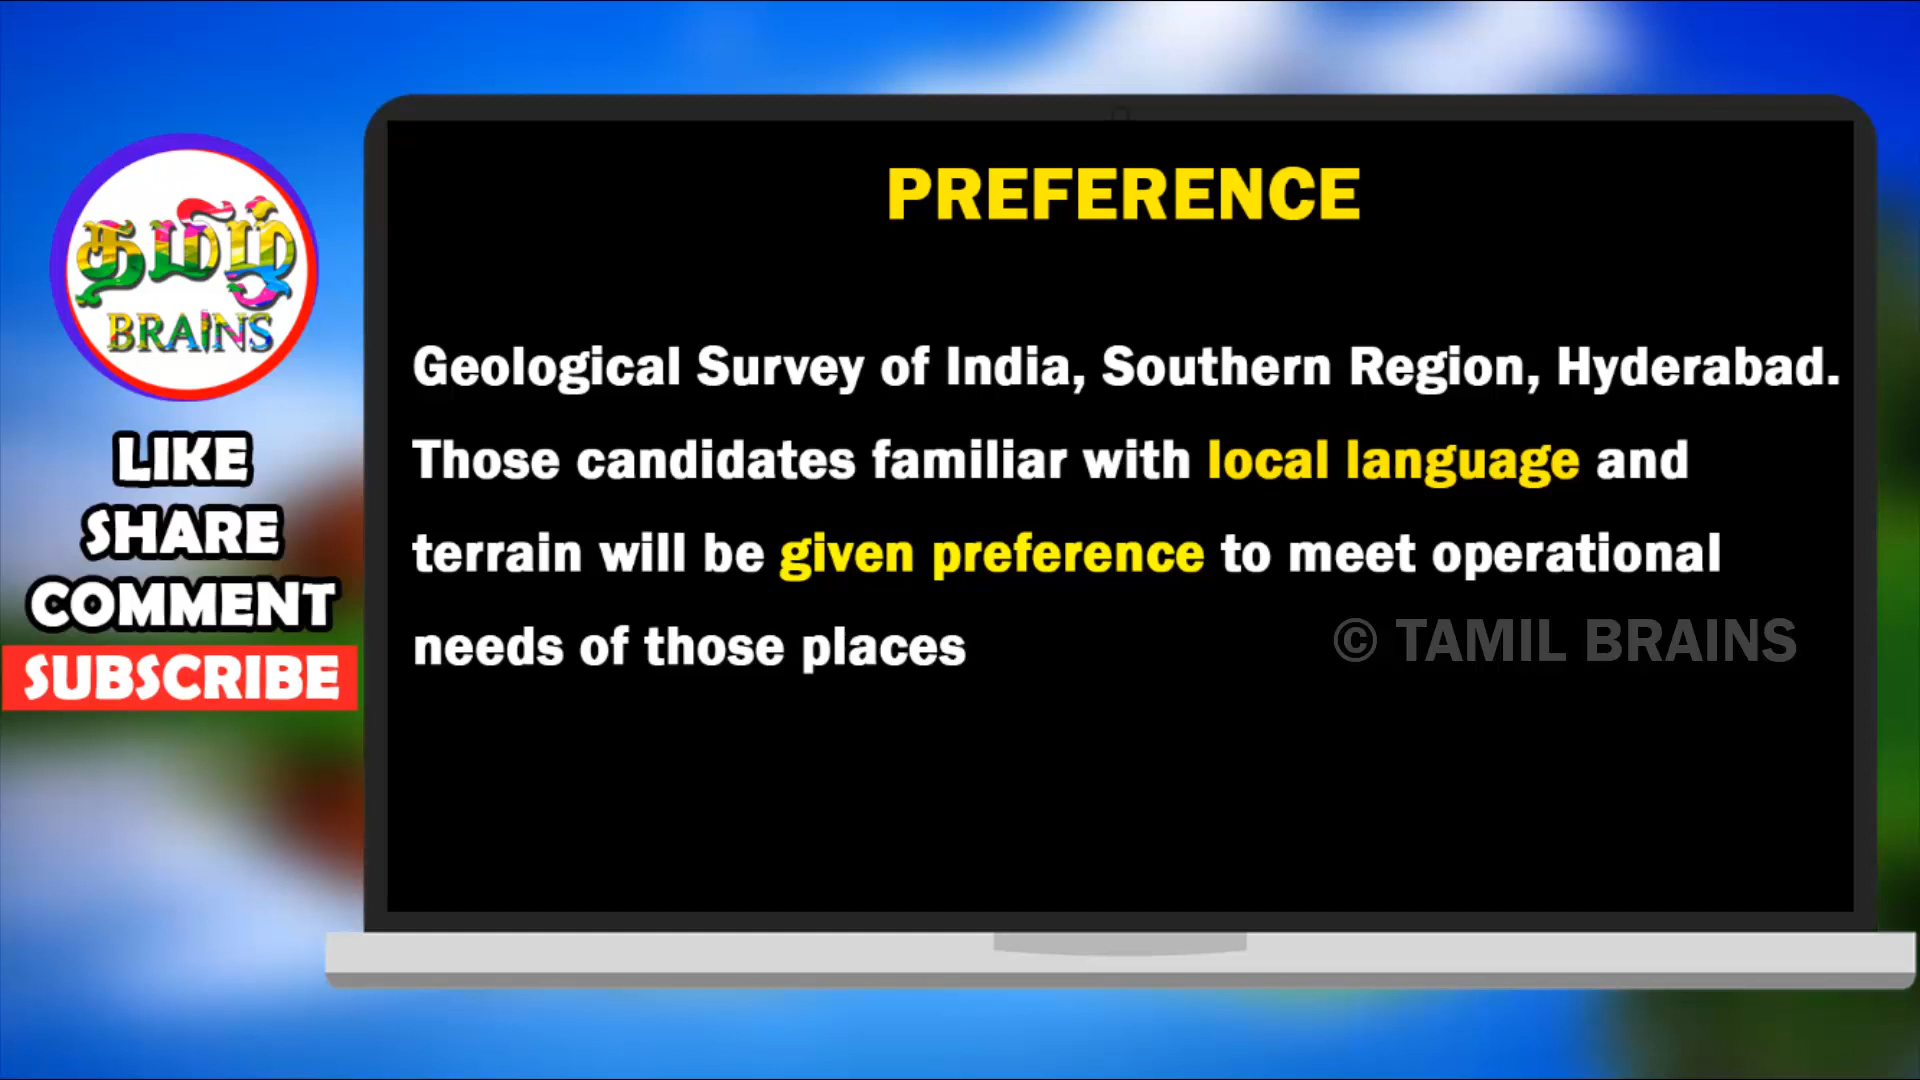 தமிழ்
BRAINS
LIKE
SHARE
COMMENT
SUBSCRIBE
PREFERENCE
Geological Survey of India, Southern Region, Hyderabad.
Those candidates familiar with local language and
terrain will be given preference to meet operational
needs of those places
© TAMIL BRAINS